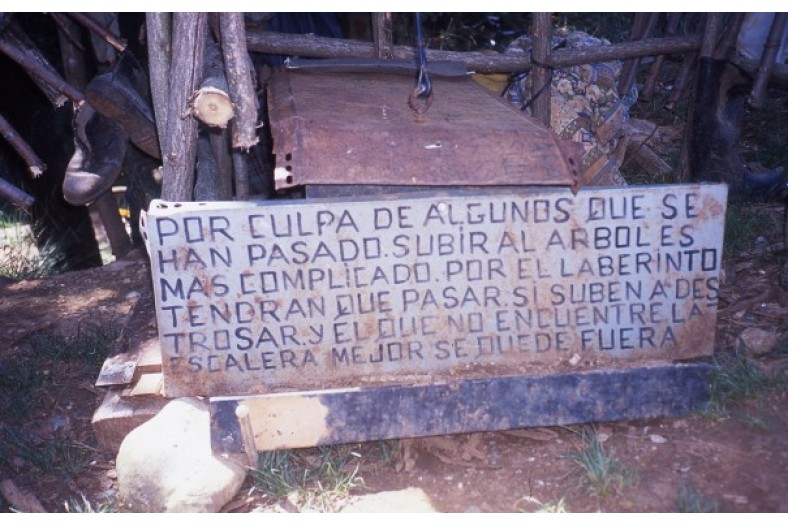 POR CULPA DE ALGUNOS QUE SE
HAN PASADO. SUBIR AL ARBOL ES
MAS COMPLICADO. POR EL LABERINTO
TENDRAN QUE PASAR. SI SUBEN A DES
TROSAR. Y ÉL QUE NO ENCUENTRE LA
ESCALERA MEJOR SE QUEDE FUERA